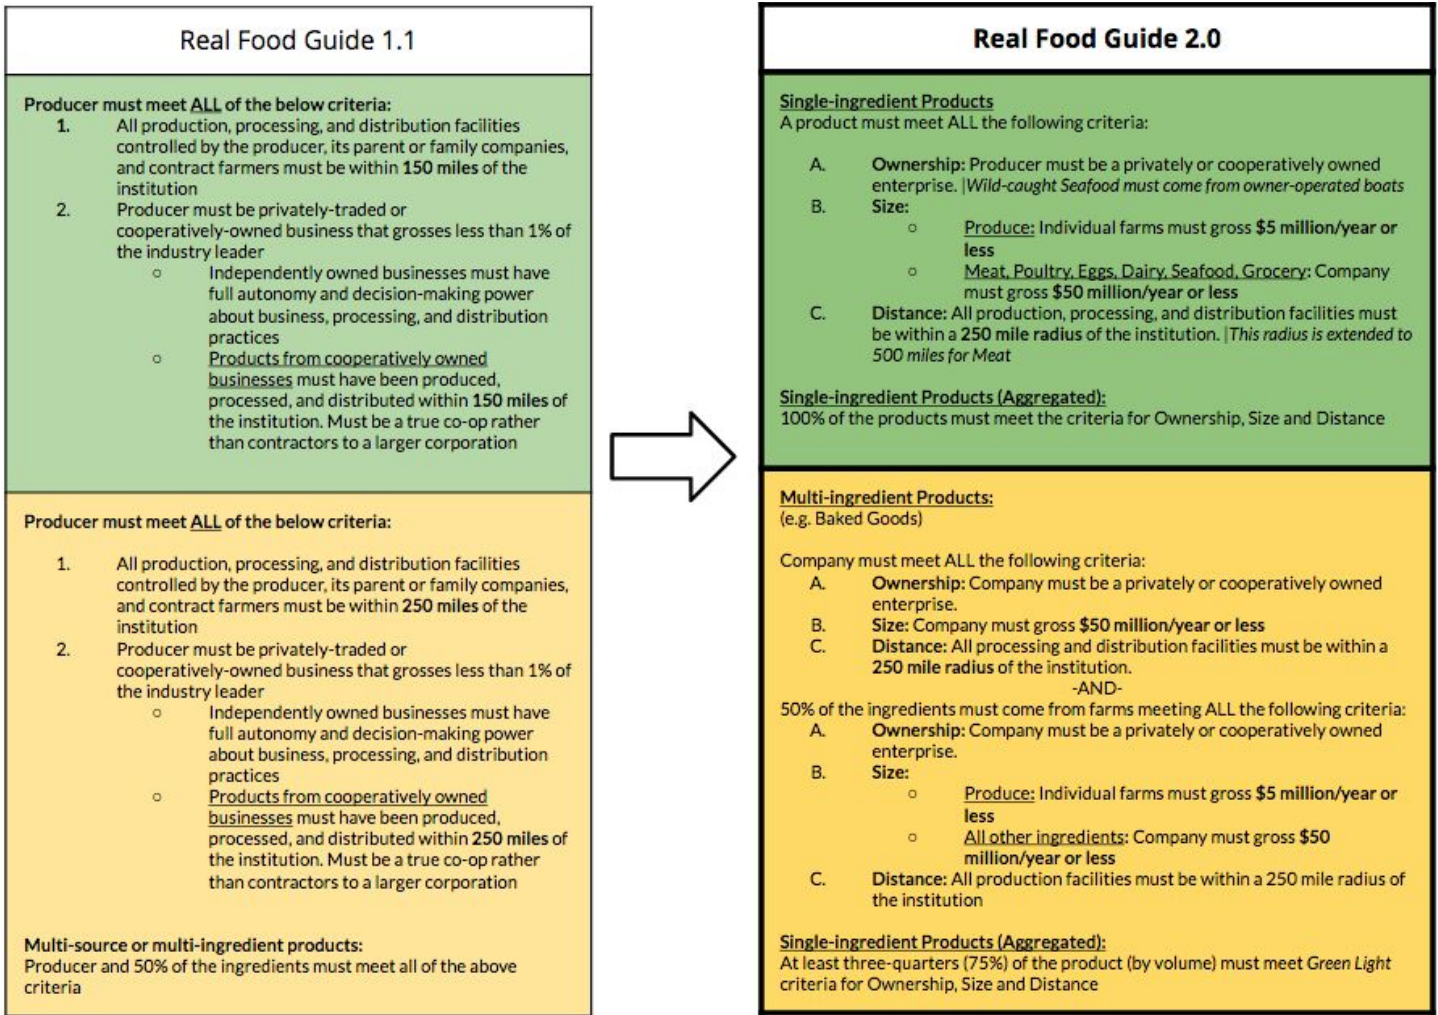 Real Food Guide 1.1
Producer must meet ALL of the below criteria:
1. All production, processing, and distribution facilities
controlled by the producer, its parent or family companies,
and contract farmers must be within 150 miles of the
institution
2. Producer must be privately-traded or
cooperatively-owned business that grosses less than 1% of
the industry leader
○ Independently owned businesses must have
full autonomy and decision-making power
about business, processing, and distribution
practices
○ Products from cooperatively owned
businesses must have been produced,
processed, and distributed within 150 miles of
the institution. Must be a true co-op rather
than contractors to a larger corporation
Producer must meet ALL of the below criteria:
1. All production, processing, and distribution facilities
controlled by the producer, its parent or family companies,
and contract farmers must be within 250 miles of the
institution
2. Producer must be privately-traded or
cooperatively-owned business that grosses less than 1% of
the industry leader
○ Independently owned businesses must have
full autonomy and decision-making power
about business, processing, and distribution
practices
○ Products from cooperatively owned
businesses must have been produced,
processed, and distributed within 250 miles of
the institution. Must be a true co-op rather
than contractors to a larger corporation
Multi-source or multi-ingredient products:
Producer and 50% of the ingredients must meet all of the above
criteria
Real Food Guide 2.0
Single-ingredient Products
A product must meet ALL the following criteria:
A. Ownership: Producer must be a privately or cooperatively owned
enterprise. |Wild-caught Seafood must come from owner-operated boats
B. Size:
○ Produce: Individual farms must gross $5 million/year or
less
○ Meat, Poultry, Eggs, Dairy, Seafood, Grocery: Company
must gross $50 million/year or less
C. Distance: All production, processing, and distribution facilities must
be within a 250 mile radius of the institution. |This radius is extended to
500 miles for Meat
Single-ingredient Products (Aggregated):
100% of the products must meet the criteria for Ownership, Size and Distance
Multi-ingredient Products:
(e.g. Baked Goods)
Company must meet ALL the following criteria:
A. Ownership: Company must be a privately or cooperatively owned
enterprise.
B. Size: Company must gross $50 million/year or less
C. Distance: All processing and distribution facilities must be within a
250 mile radius of the institution.
-AND-
50% of the ingredients must come from farms meeting ALL the following criteria:
A. Ownership: Company must be a privately or cooperatively owned
enterprise.
B. Size:
○ Produce: Individual farms must gross $5 million/year or
less
○ All other ingredients: Company must gross $50
million/year or less
C. Distance: All production facilities must be within a 250 mile radius of
the institution
Single-ingredient Products (Aggregated):
At least three-quarters (75%) of the product (by volume) must meet Green Light
criteria for Ownership, Size and Distance